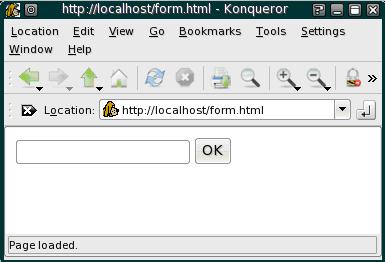 http://localhost/form.html - Konqueror
Location Edit View Go Bookmarks Tools Settings
Window Help
Location: http://localhost/form.html
OK
Page loaded.